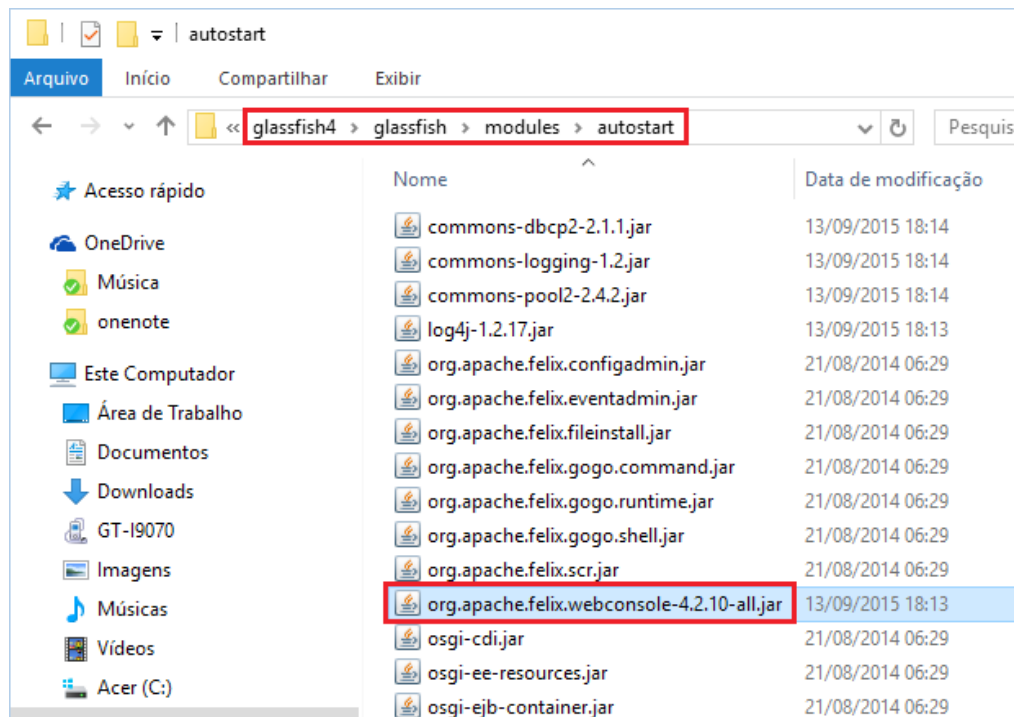 autostart
Arquivo Início Compartilhar Exibir
« glassfish4 > glassfish > modules > autostart Pesquis
Nome Data de modificação
Acesso rápido
OneDrive
Música
onenote
Este Computador
Área de Trabalho
Documentos
Downloads
GT-I9070
Imagens
Músicas
Vídeos
Acer (C:)
commons-dbcp2-2.1.1.jar 13/09/2015 18:14
commons-logging-1.2.jar 13/09/2015 18:14
commons-pool2-2.4.2.jar 13/09/2015 18:14
log4j-1.2.17.jar 13/09/2015 18:13
org.apache.felix.configadmin.jar 21/08/2014 06:29
org.apache.felix.eventadmin.jar 21/08/2014 06:29
org.apache.felix.fileinstall.jar 21/08/2014 06:29
org.apache.felix.gogo.command.jar 21/08/2014 06:29
org.apache.felix.gogo.runtime.jar 21/08/2014 06:29
org.apache.felix.gogo.shell.jar 21/08/2014 06:29
org.apache.felix.scr.jar 21/08/2014 06:29
org.apache.felix.webconsole-4.2.10-all.jar 13/09/2015 18:13
osgi-cdi.jar 21/08/2014 06:29
osgi-ee-resources.jar 21/08/2014 06:29
osgi-ejb-container.jar 21/08/2014 06:29